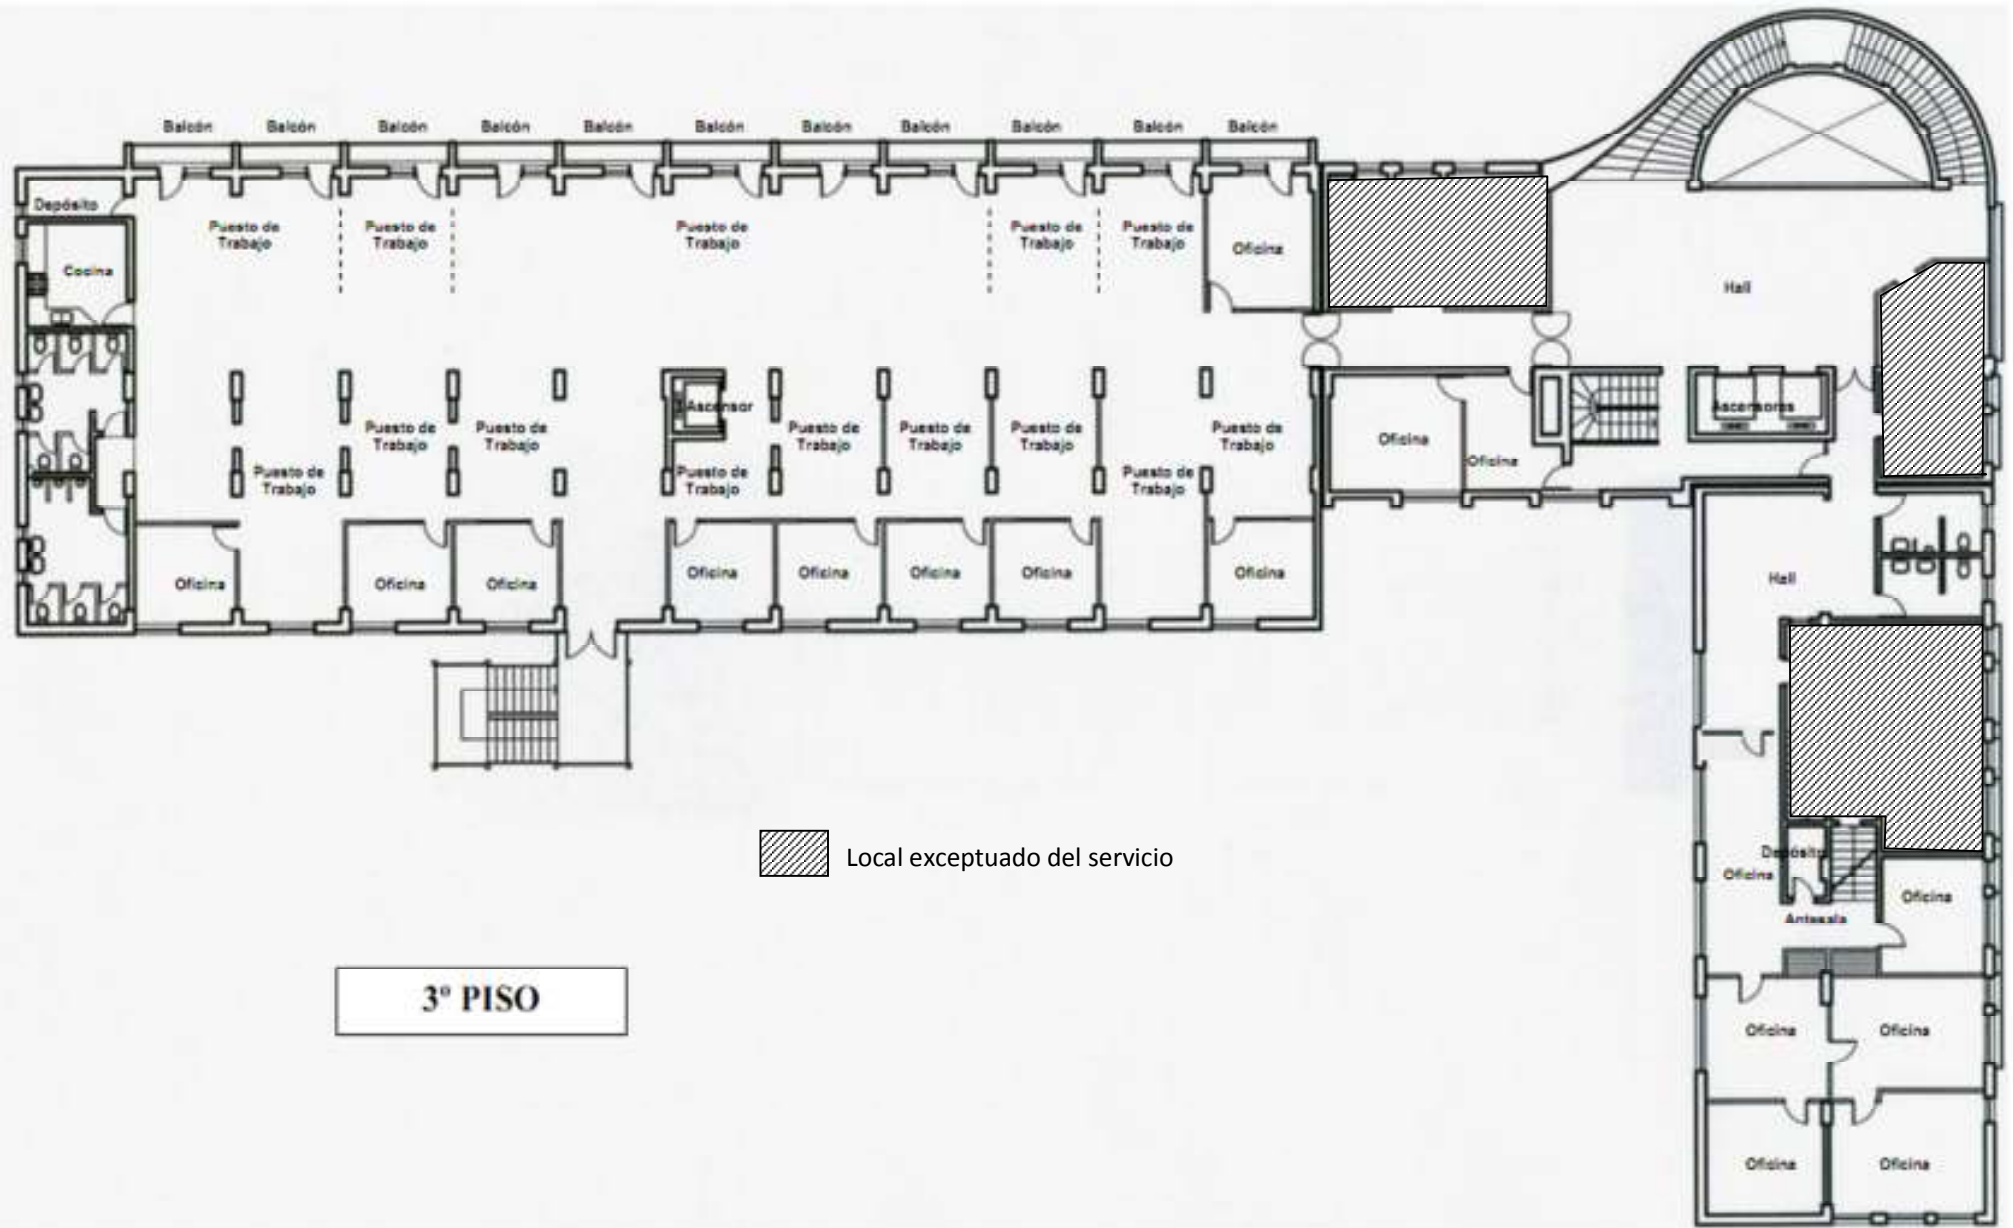 Balcón Balcón Balcón Balcón Balcón Balcón Balcón Balcón Balcón Balcón Balcón
Depósito
Puesto de
Trabajo
Puesto de
Trabajo
Puesto de
Trabajo
Puesto de
Trabajo
Puesto de
Trabajo
Oficina
Cocina
Hall
Ascensor
Ascensores
Puesto de
Trabajo
Puesto de
Trabajo
Puesto de
Trabajo
Puesto de
Trabajo
Puesto de
Trabajo
Puesto de
Trabajo
Oficina
Oficina
Puesto de
Trabajo
Puesto de
Trabajo
Puesto de
Trabajo
Oficina
Oficina
Oficina
Oficina
Oficina
Oficina
Oficina
Oficina
Hall
Local exceptuado del servicio
Depósito
Oficina
Oficina
Antesala
3º PISO
Oficina
Oficina
Oficina
Oficina